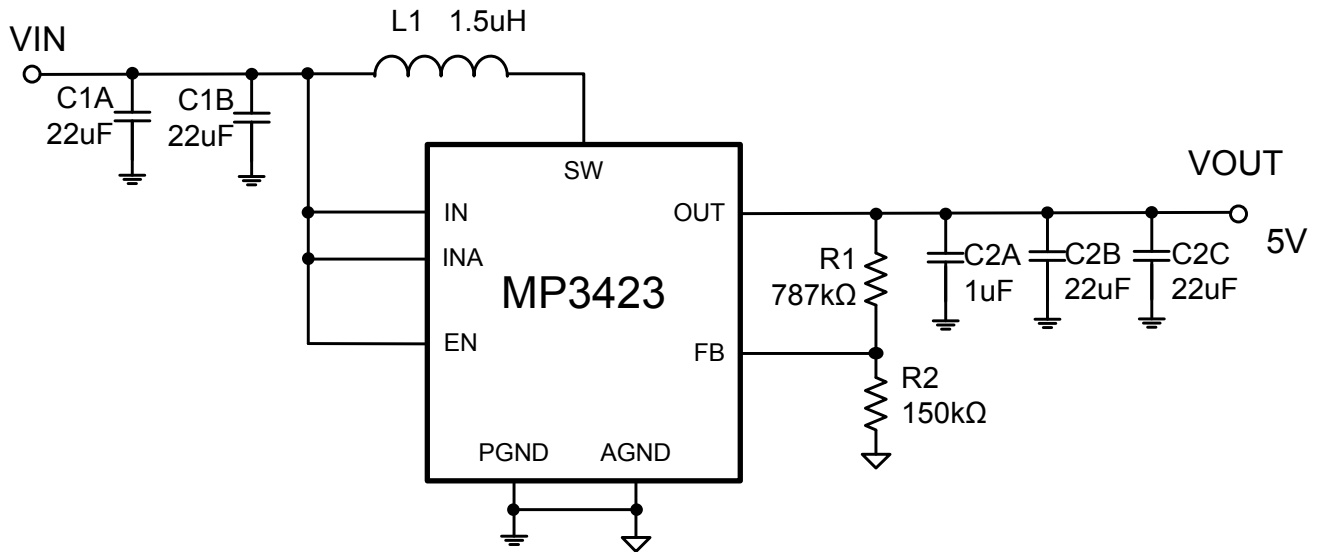 L1 1.5uH
VIN
C1A
22uF
C1B
22uF
SW
VOUT
IN
OUT
5V
INA
MP3423
R1
787kΩ
C2A
1uF
C2B
22uF
C2C
22uF
EN
FB
R2
150kΩ
PGND
AGND